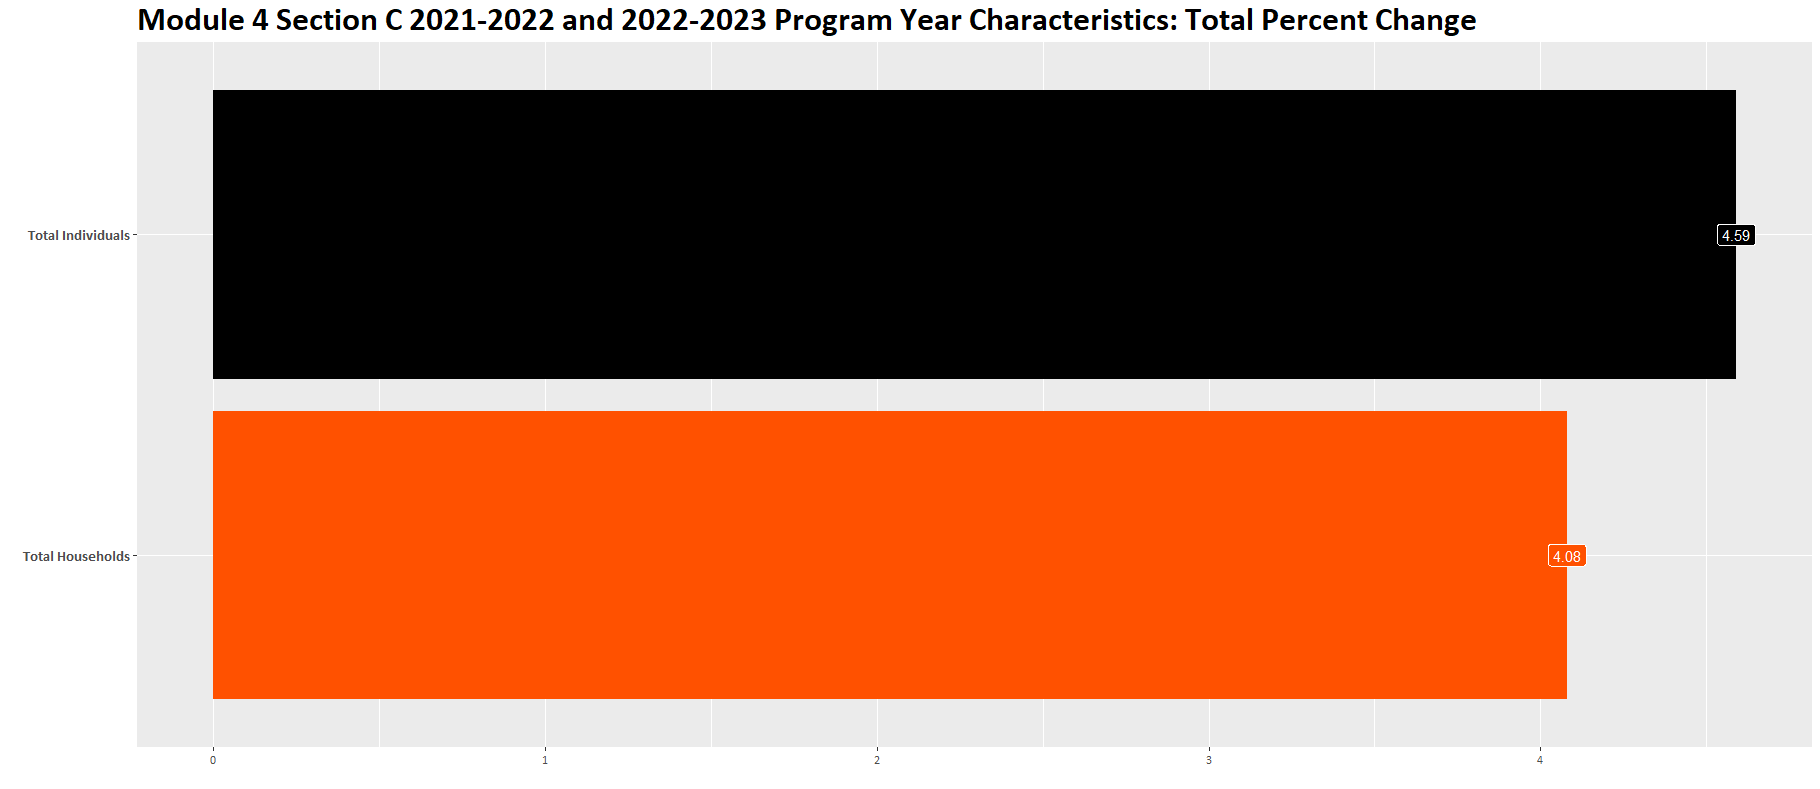 Module 4 Section C 2021-2022 and 2022-2023 Program Year Characteristics: Total Percent Change
Total Individuals
4.59
Total Households
4.08
0 1 2 3 4